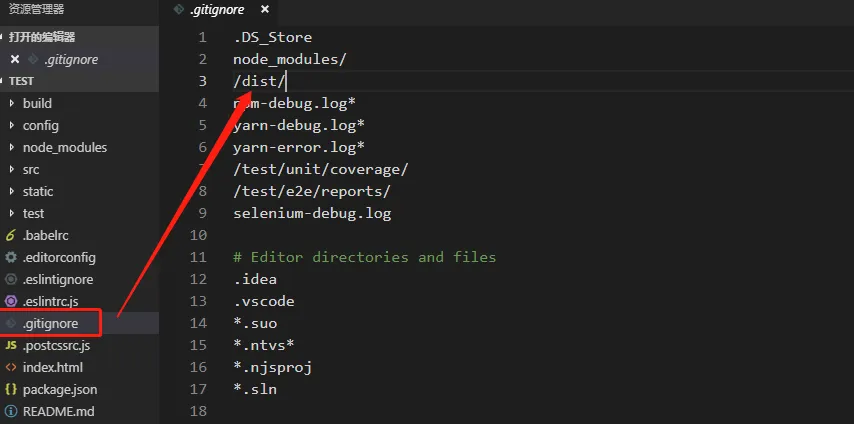 资源管理器
打开的编辑器
.gitignore
TEST
build
config
node_modules
src
static
test
.babelrc
.editorconfig
.eslintignore
.eslintrc.js
.gitignore
JS .postcssrc.js
<> index.html
{} package.json
README.md
.gitignore
1 .DS_Store
2 node_modules/
3 /dist/
4 npm-debug.log*
5 yarn-debug.log*
6 yarn-error.log*
7 /test/unit/coverage/
8 /test/e2e/reports/
9 selenium-debug.log
10
11 # Editor directories and files
12 .idea
13 .vscode
14 *.suo
15 *.ntvs*
16 *.njsproj
17 *.sln
18